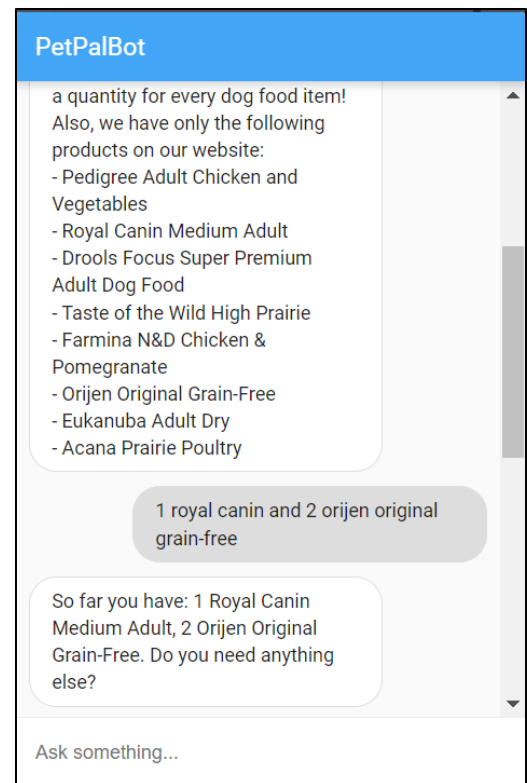 PetPalBot
a quantity for every dog food item!
Also, we have only the following
products on our website:
- Pedigree Adult Chicken and
Vegetables
- Royal Canin Medium Adult
- Drools Focus Super Premium
Adult Dog Food
- Taste of the Wild High Prairie
- Farmina N&D Chicken &
Pomegranate
- Orijen Original Grain-Free
- Eukanuba Adult Dry
- Acana Prairie Poultry
1 royal canin and 2 orijen original
grain-free
So far you have: 1 Royal Canin
Medium Adult, 2 Orijen Original
Grain-Free. Do you need anything
else?
Ask something...